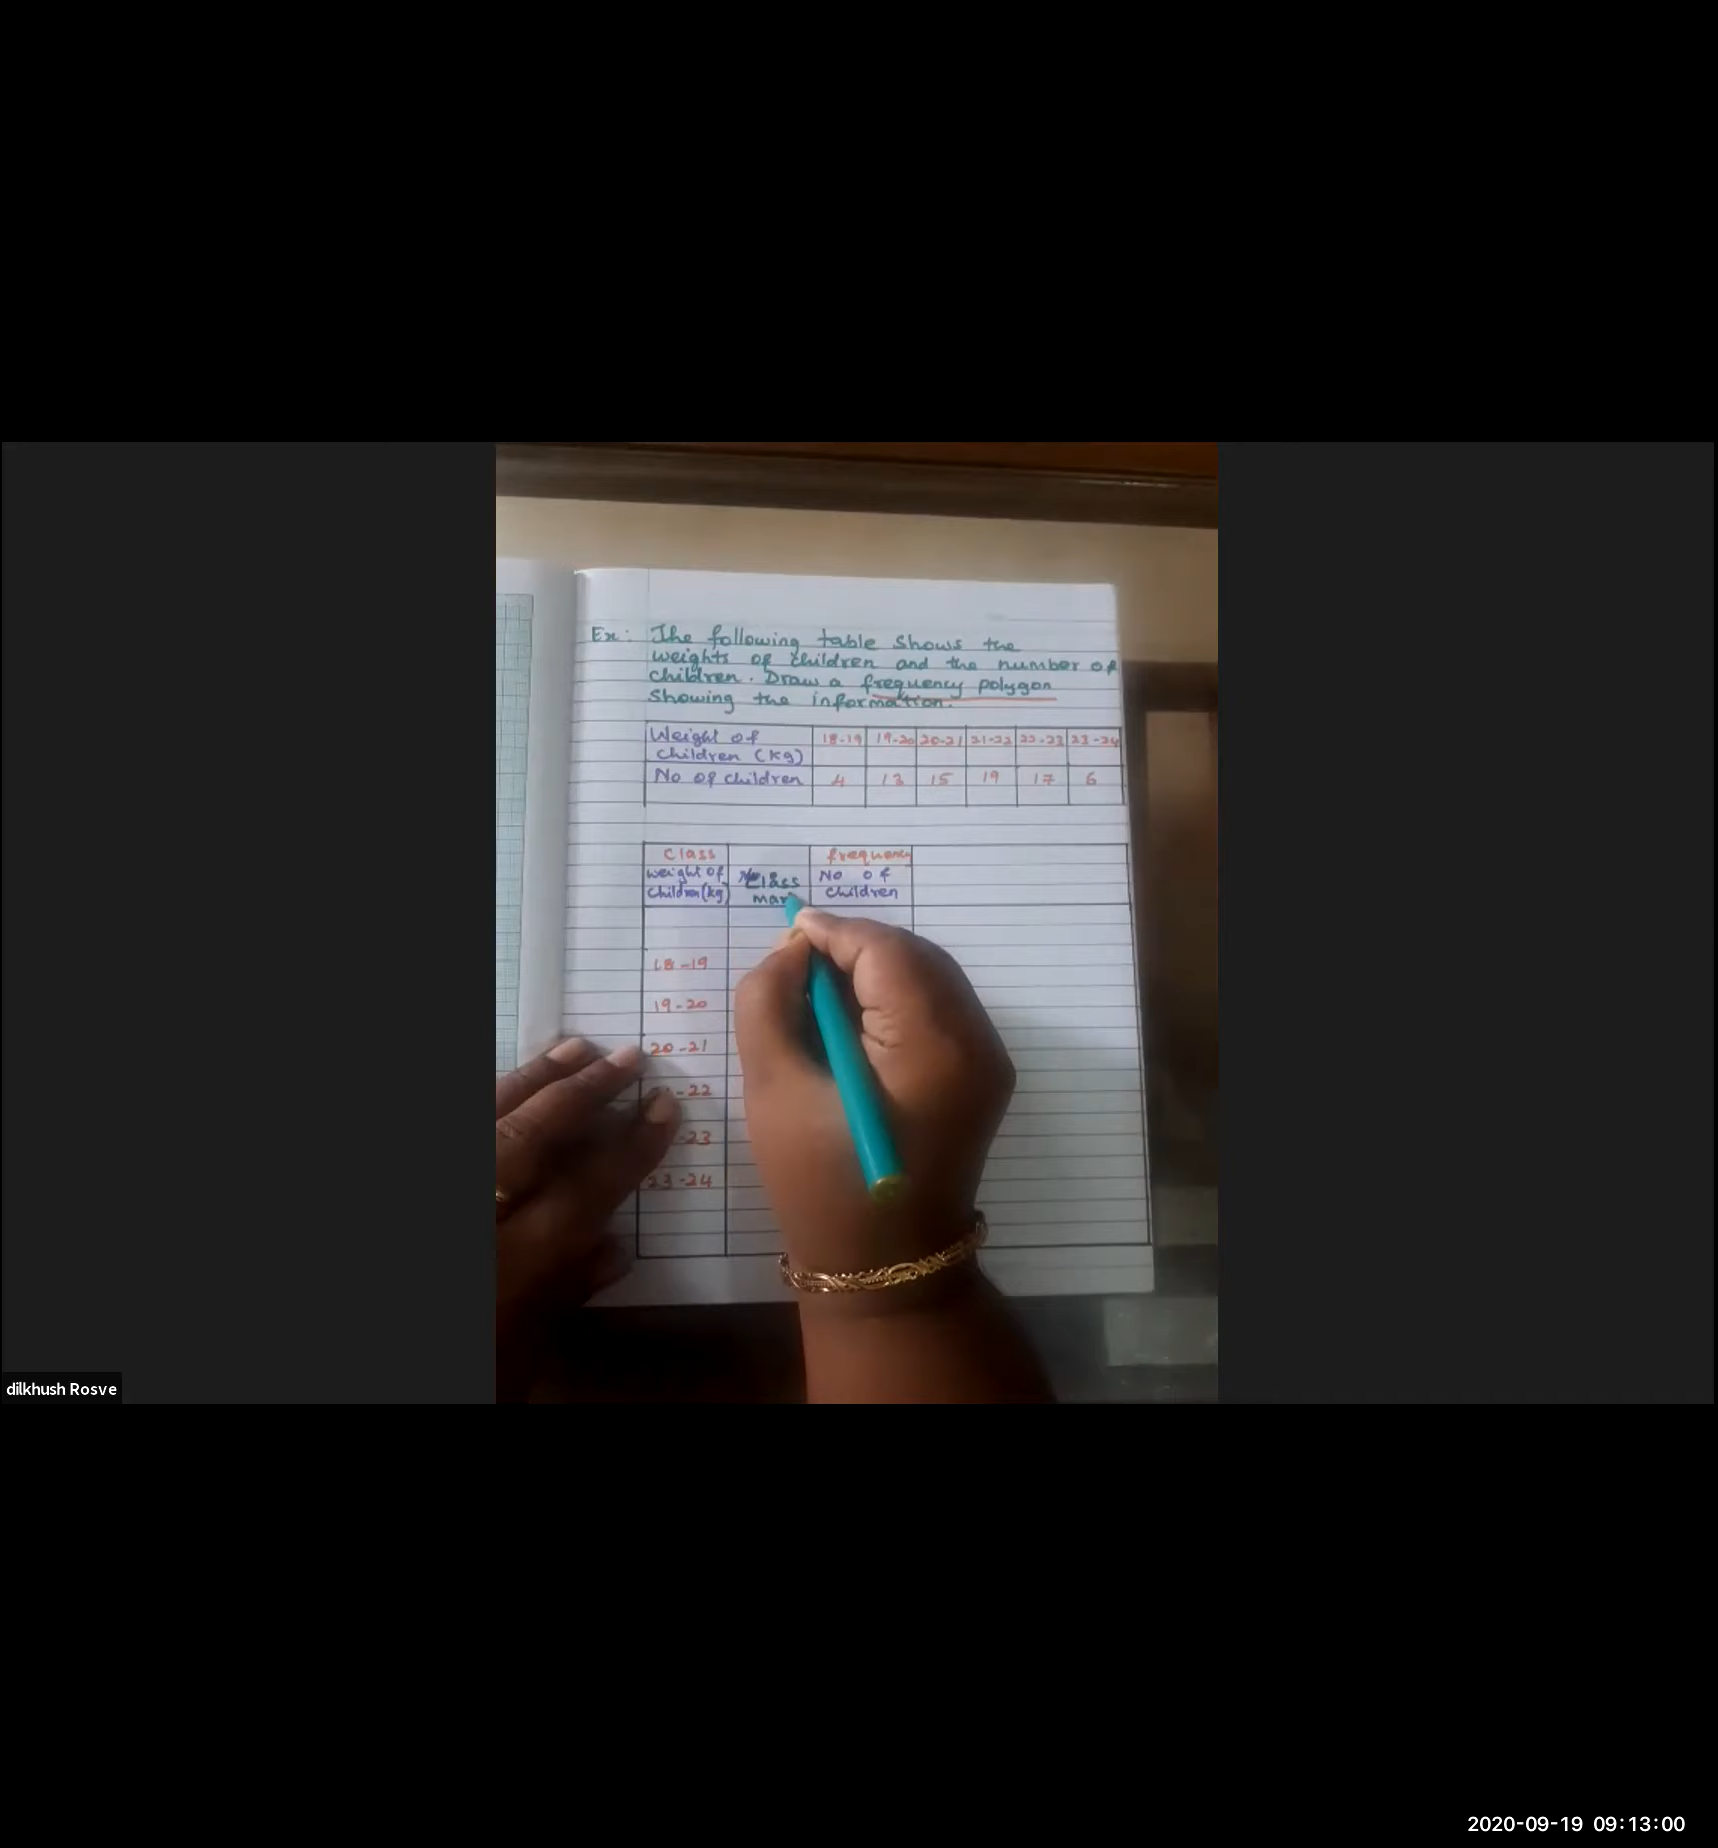 Ex: The following table shows the
weights of children and the number of
children. Draw a frequency polygon
showing the information.
Weight of children (kg) 18-19 19-20 20-21 21-22 22-23 23-24
No of children 4 13 15 19 17 6
Class frequency
weight of Class No of
children (kg) mar children
18-19
19-20
20-21
-22
-23
23-24
dilkhush Rosve
2020-09-19 09:13:00